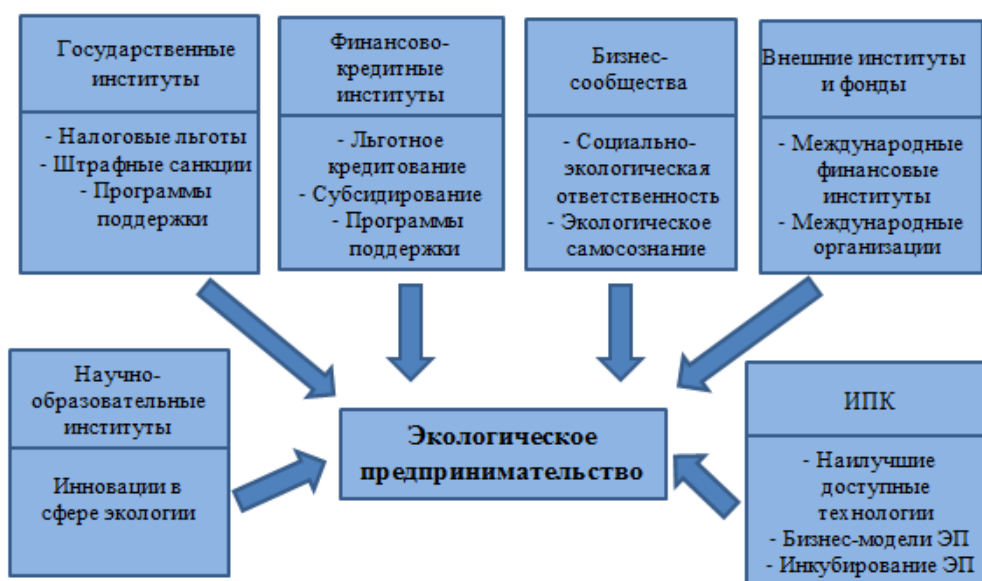 Государственные
институты
- Налоговые льготы
- Штрафные санкции
- Программы
поддержки
Финансово-
кредитные
институты
- Льготное
кредитование
- Субсидирование
- Программы
поддержки
Бизнес-
сообщества
- Социально-
экологическая
ответственность
- Экологическое
самосознание
Внешние институты
и фонды
- Международные
финансовые
институты
- Международные
организации
Научно-
образовательные
институты
Инновации в
сфере экологии
Экологическое
предпринимательство
ИПК
- Наилучшие
доступные
технологии
- Бизнес-модели ЭП
- Инкубирование ЭП